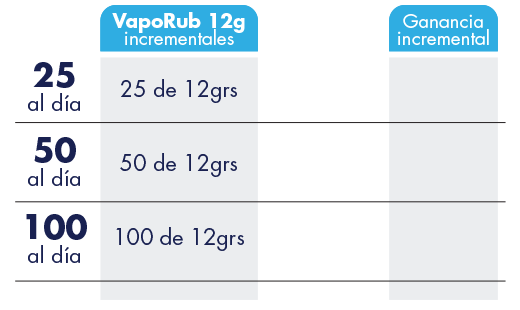 VapoRub 12g
incrementales
Ganancia
incremental
25
al día
25 de 12grs
50
al día
50 de 12grs
100
al día
100 de 12grs